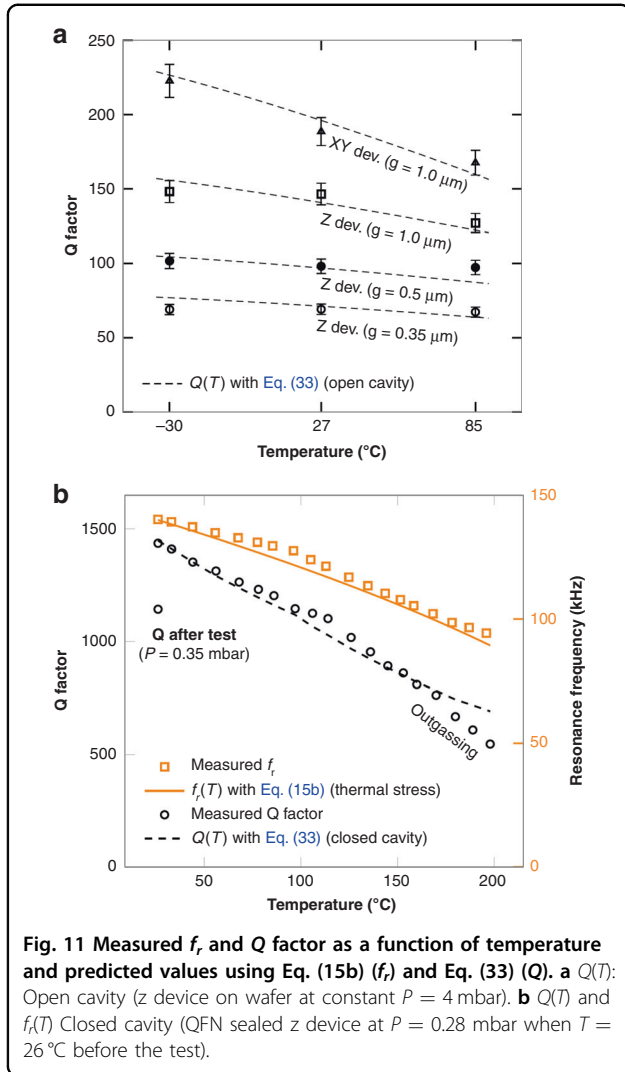 a
250
200
150
100
50
0
Q factor
XY dev. (g = 1.0 μm)
Z dev. (g = 1.0 μm)
Z dev. (g = 0.5 μm)
Z dev. (g = 0.35 μm)
Q(T) with Eq. (33) (open cavity)
–30 27 85
Temperature (°C)
b
1500
1000
500
0
Q factor
150
100
50
0
Resonance frequency (kHz)
Q after test
(P = 0.35 mbar)
Outgassing
Measured fr
fr(T) with Eq. (15b) (thermal stress)
Measured Q factor
Q(T) with Eq. (33) (closed cavity)
50 100 150 200
Temperature (°C)
Fig. 11 Measured fr and Q factor as a function of temperature
and predicted values using Eq. (15b) (fr) and Eq. (33) (Q). a Q(T):
Open cavity (z device on wafer at constant P = 4 mbar). b Q(T) and
fr(T) Closed cavity (QFN sealed z device at P = 0.28 mbar when T =
26 °C before the test).